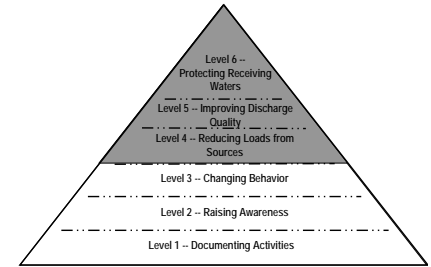 Level 6 --
Protecting Receiving
Waters
Level 5 -- Improving Discharge
Quality
Level 4 -- Reducing Loads from
Sources
Level 3 -- Changing Behavior
Level 2 -- Raising Awareness
Level 1 -- Documenting Activities